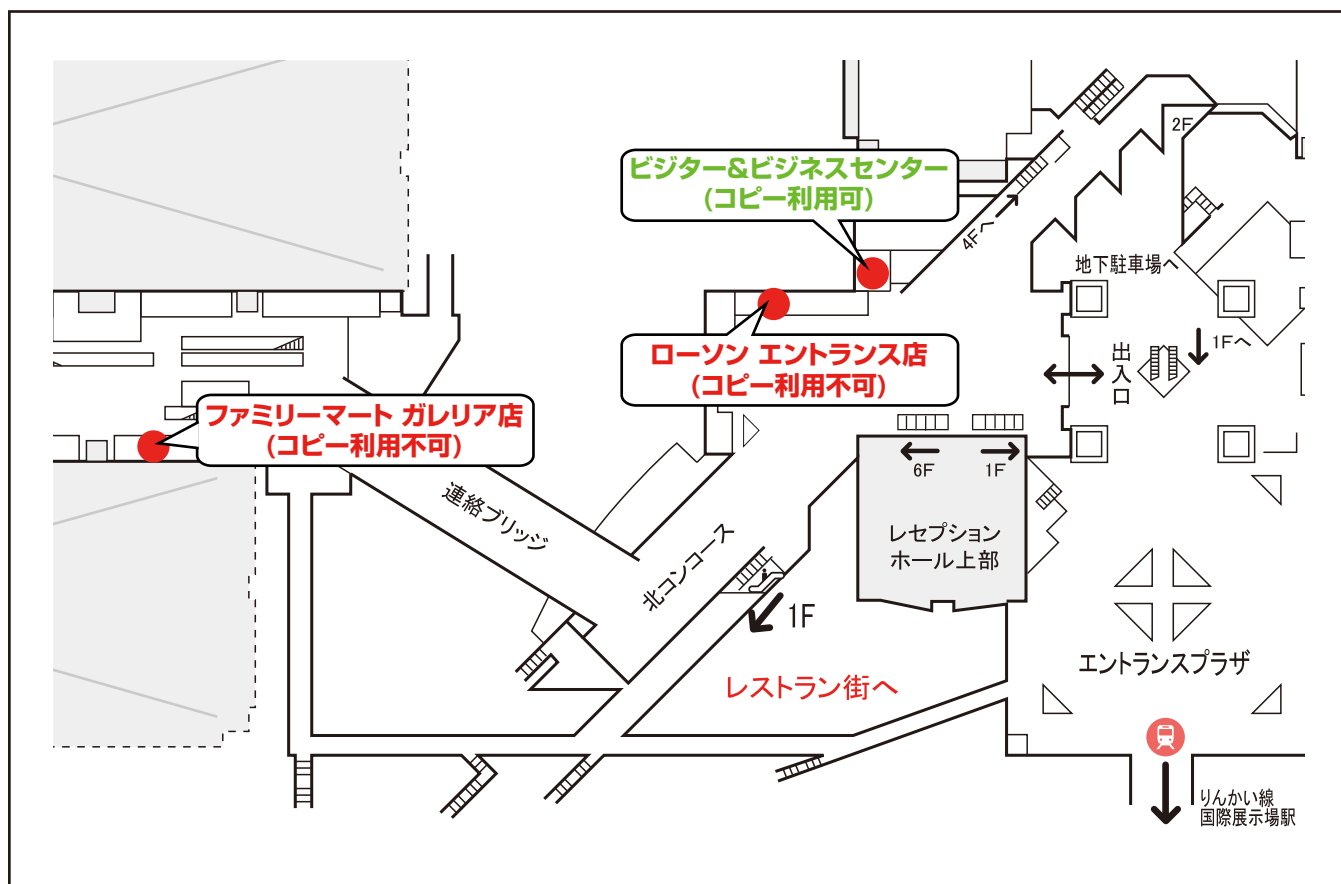 2F
ビジター&ビジネスセンター
(コピー利用可)
4Fへ
地下駐車場へ
ローソン エントランス店
(コピー利用不可)
出入口
1Fへ
ファミリーマート ガレリア店
(コピー利用不可)
6F
1F
連絡ブリッジ
レセプション
ホール上部
北コンコース
1F
エントランスプラザ
レストラン街へ
りんかい線
国際展示場駅